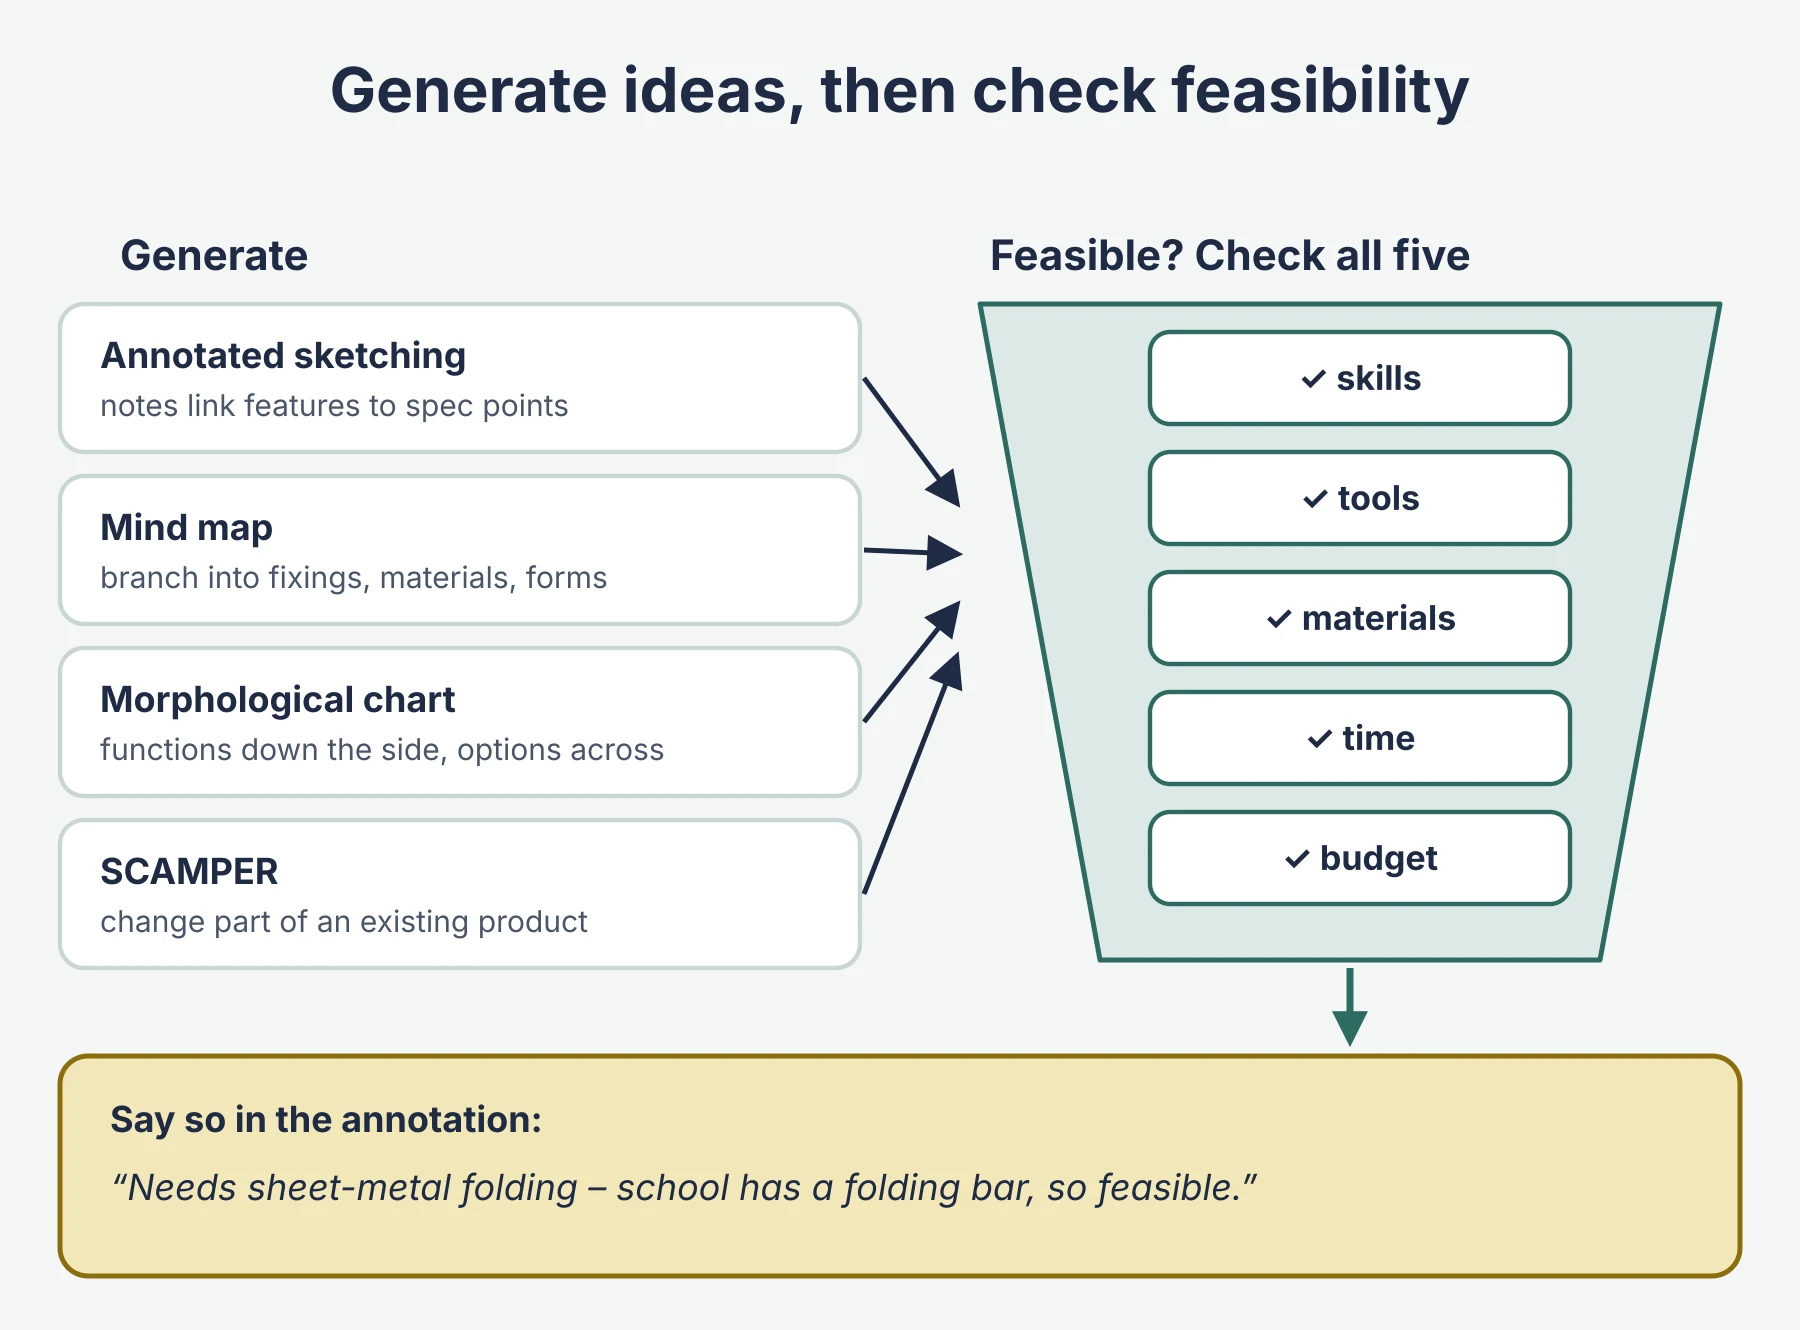 Generate ideas, then check feasibility
Generate
Annotated sketching
notes link features to spec points
Mind map
branch into fixings, materials, forms
Morphological chart
functions down the side, options across
SCAMPER
change part of an existing product
Feasible? Check all five
✓ skills
✓ tools
✓ materials
✓ time
✓ budget
Say so in the annotation:
“Needs sheet-metal folding – school has a folding bar, so feasible.”